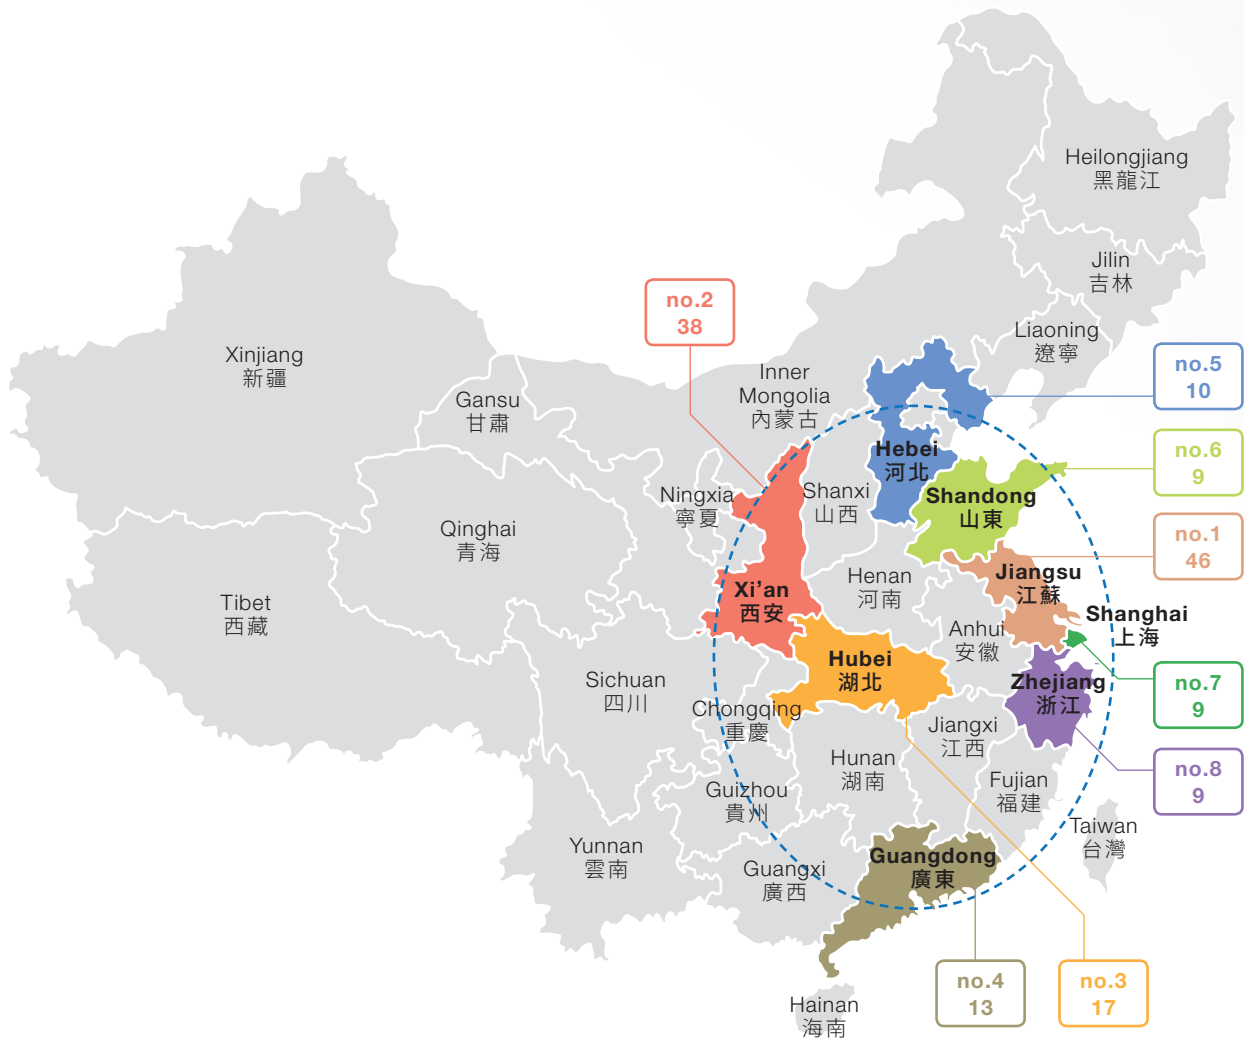 Heilongjiang
黑龍江
Jilin
吉林
Liaoning
遼寧
no.2
38
Xinjiang
新疆
Inner
Mongolia
內蒙古
no.5
10
Gansu
甘肅
Hebei
河北
no.6
9
Ningxia
寧夏
Shanxi
山西
Shandong
山東
Qinghai
青海
no.1
46
Xi’an
西安
Henan
河南
Jiangsu
江蘇
Tibet
西藏
Shanghai
上海
Anhui
安徽
Hubei
湖北
Sichuan
四川
Zhejiang
浙江
no.7
9
Chongqing
重慶
Jiangxi
江西
Hunan
湖南
no.8
9
Guizhou
貴州
Fujian
福建
Taiwan
台灣
Yunnan
雲南
Guangxi
廣西
Guangdong
廣東
no.4
13
no.3
17
Hainan
海南